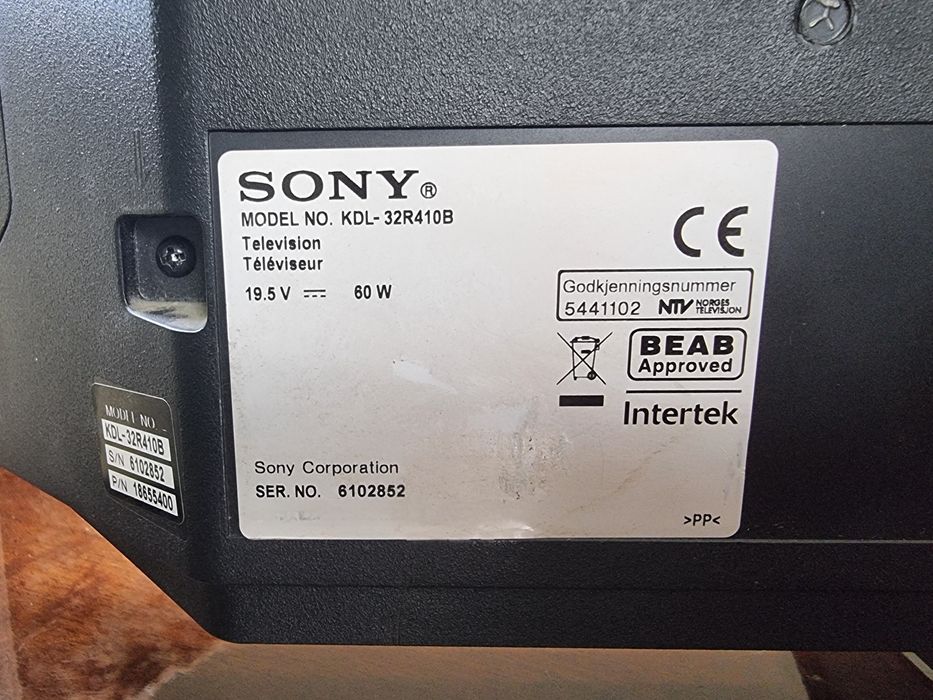 SONY®
MODEL NO. KDL-32R410B
Television
Téléviseur
19.5 V ⎓ 60 W
CE
Godkjenningsnummer
5441102 NTV NORGES TELEVISJON
BEAB
Approved
Intertek
Sony Corporation
SER. NO. 6102852
>PP<
MODEL NO.
KDL-32R410B
S/N 6102852
P/N 18655400